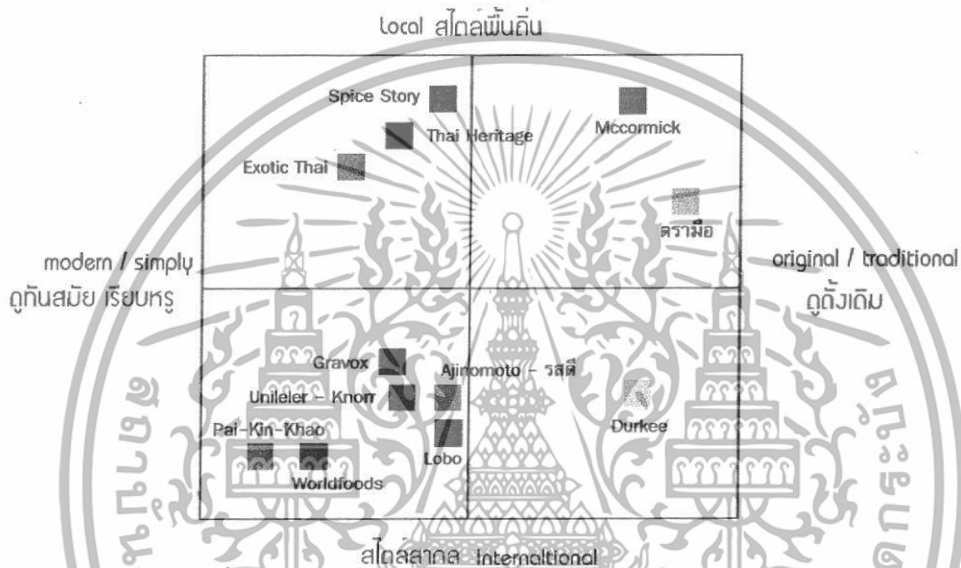 Local สไตล์พื้นถิ่น
Spice Story
Thai Heritage
Mccormick
Exotic Thai
ตรามือ
modern / simply
ดูทันสมัย เรียบหรู
original / traditional
ดูดั้งเดิม
Gravox
Ajinomoto - รสดี
Unileler - Knorr
Pai-Kin-Khao
Lobo
Durkee
Worldfoods
สไตล์สากล Internaltional